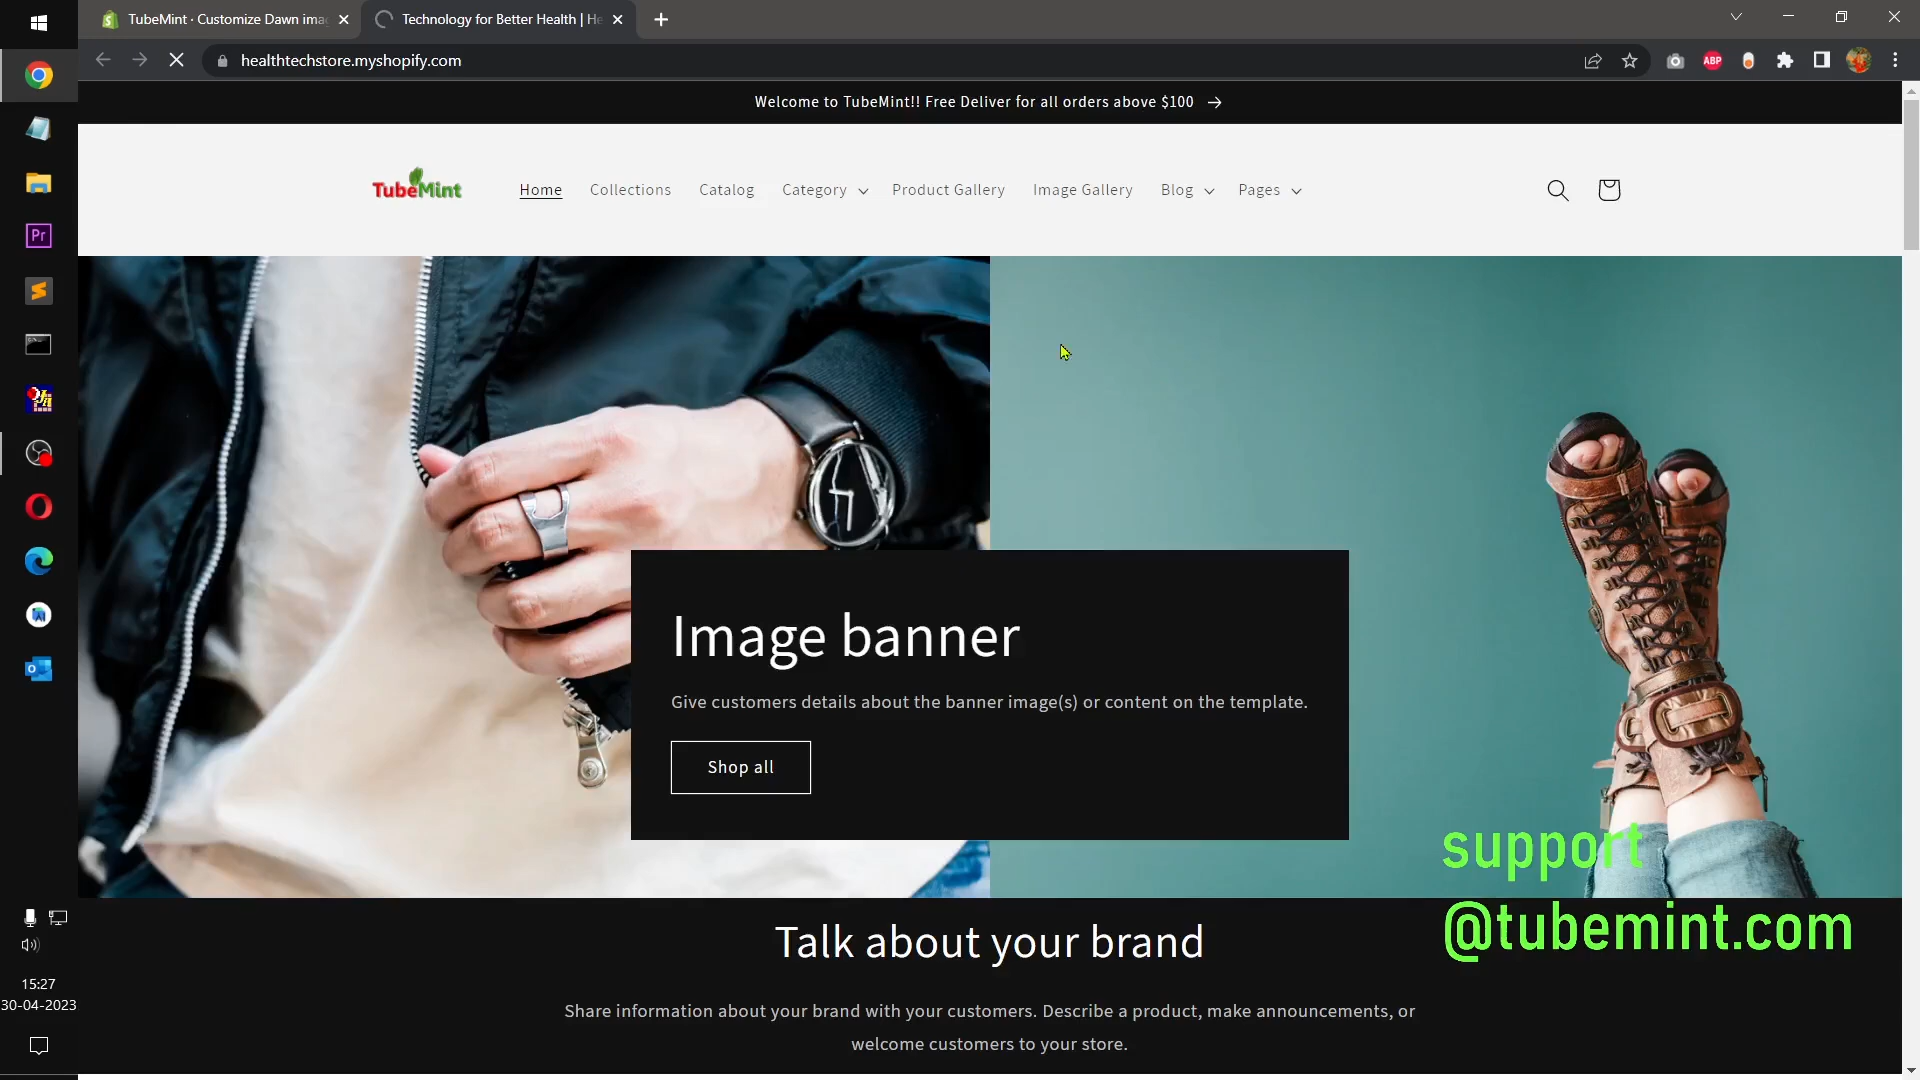 TubeMint · Customize Dawn ima
Technology for Better Health | He
healthtechstore.myshopify.com
ABP
Welcome to TubeMint!! Free Deliver for all orders above $100 →
TubeMint
Home
Collections
Catalog
Category
Product Gallery
Image Gallery
Blog
Pages
Pr
Image banner
Give customers details about the banner image(s) or content on the template.
Shop all
support
@tubemint.com
Talk about your brand
Share information about your brand with your customers. Describe a product, make announcements, or
welcome customers to your store.
15:27
30-04-2023